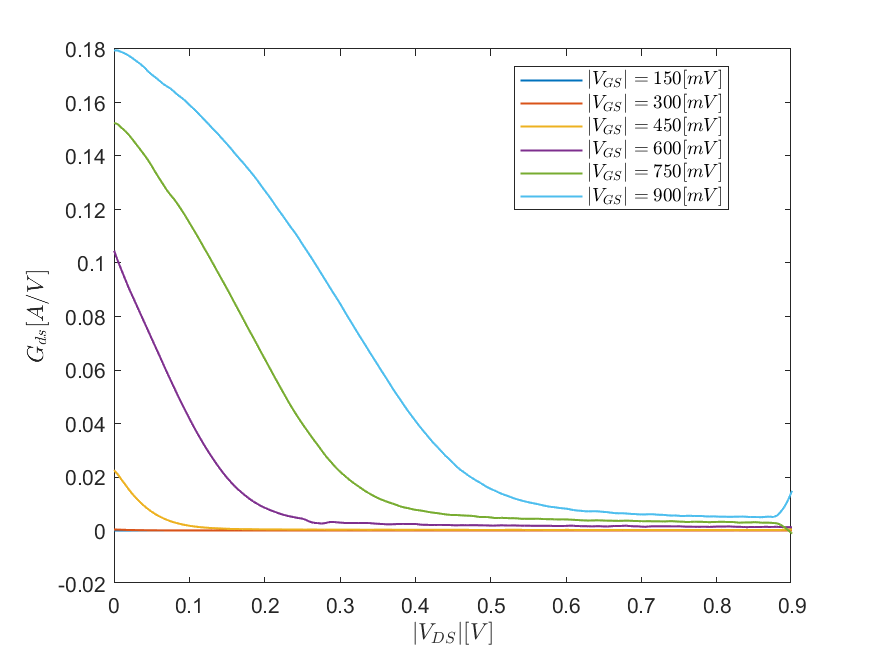 0.18
0.16
0.14
0.12
0.1
0.08
0.06
0.04
0.02
0
-0.02
G_{ds}[A/V]
|V_{GS}| = 150[mV]
|V_{GS}| = 300[mV]
|V_{GS}| = 450[mV]
|V_{GS}| = 600[mV]
|V_{GS}| = 750[mV]
|V_{GS}| = 900[mV]
0 0.1 0.2 0.3 0.4 0.5 0.6 0.7 0.8 0.9
|V_{DS}|[V]